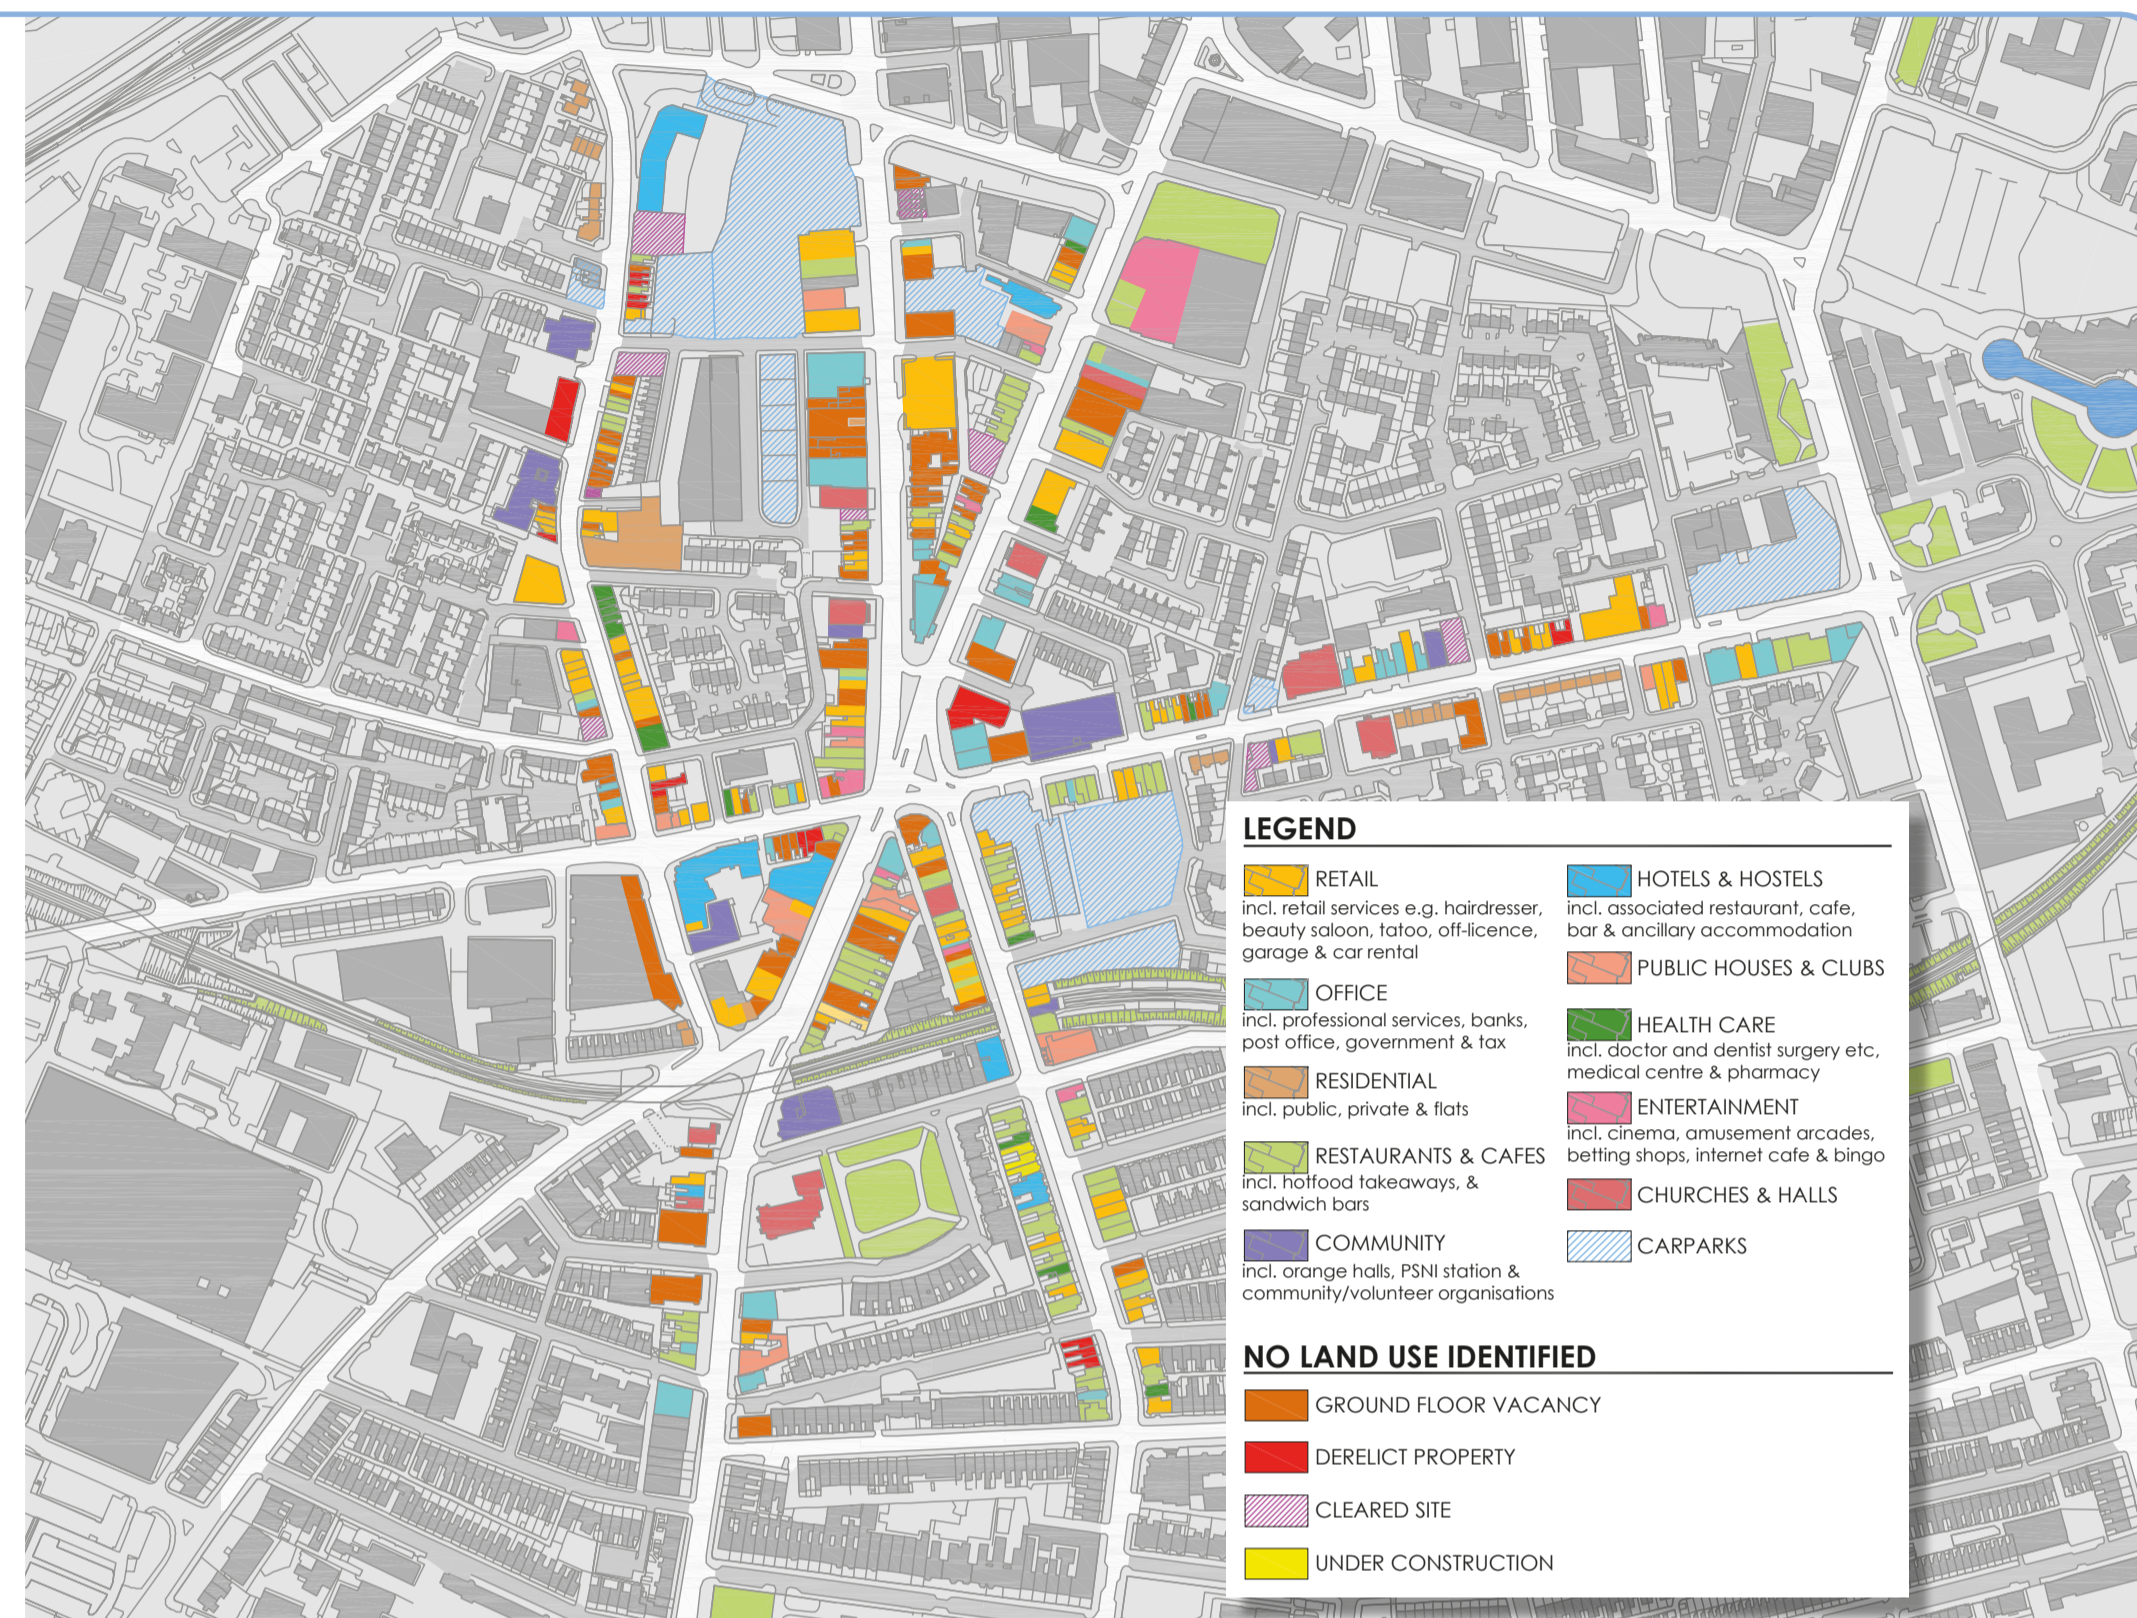 LEGEND
RETAIL
incl. retail services e.g. hairdresser,
beauty saloon, tatoo, off-licence,
garage & car rental
OFFICE
incl. professional services, banks,
post office, government & tax
RESIDENTIAL
incl. public, private & flats
RESTAURANTS & CAFES
incl. hotfood takeaways, &
sandwich bars
COMMUNITY
incl. orange halls, PSNI station &
community/volunteer organisations
HOTELS & HOSTELS
incl. associated restaurant, cafe,
bar & ancillary accommodation
PUBLIC HOUSES & CLUBS
HEALTH CARE
incl. doctor and dentist surgery etc,
medical centre & pharmacy
ENTERTAINMENT
incl. cinema, amusement arcades,
betting shops, internet cafe & bingo
CHURCHES & HALLS
CARPARKS
NO LAND USE IDENTIFIED
GROUND FLOOR VACANCY
DERELICT PROPERTY
CLEARED SITE
UNDER CONSTRUCTION